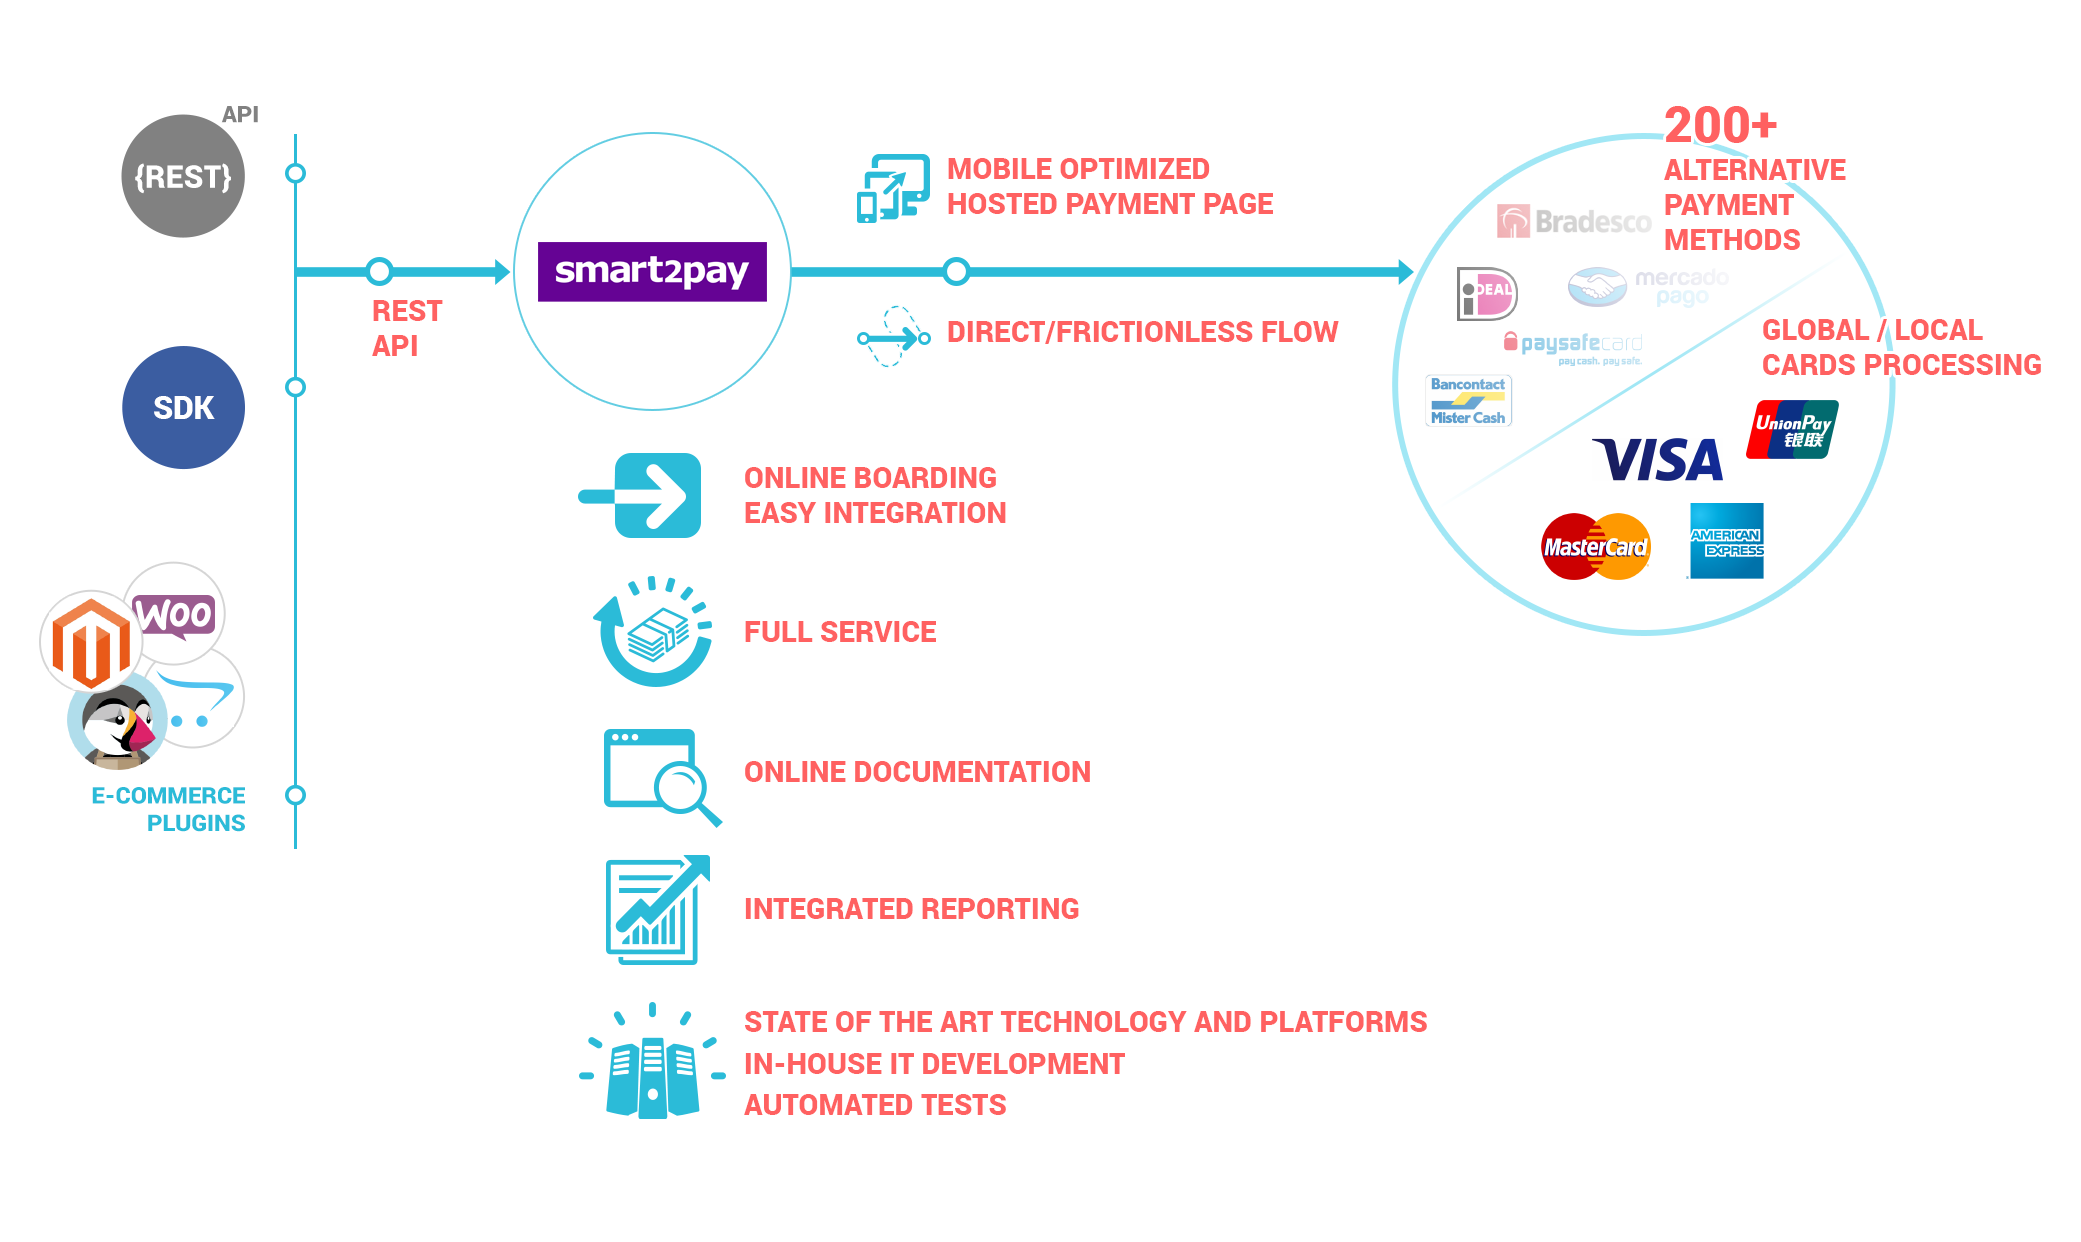 API
{REST}
SDK
WOO
E-COMMERCE
PLUGINS
REST
API
smart2pay
MOBILE OPTIMIZED
HOSTED PAYMENT PAGE
DIRECT/FRICTIONLESS FLOW
ONLINE BOARDING
EASY INTEGRATION
FULL SERVICE
ONLINE DOCUMENTATION
INTEGRATED REPORTING
STATE OF THE ART TECHNOLOGY AND PLATFORMS
IN-HOUSE IT DEVELOPMENT
AUTOMATED TESTS
200+
ALTERNATIVE
PAYMENT
METHODS
Bradesco
iDEAL
mercado
pago
paysafecard
pay cash. pay safe.
Bancontact
Mister Cash
GLOBAL / LOCAL
CARDS PROCESSING
UnionPay
银联
VISA
MasterCard
AMERICAN
EXPRESS